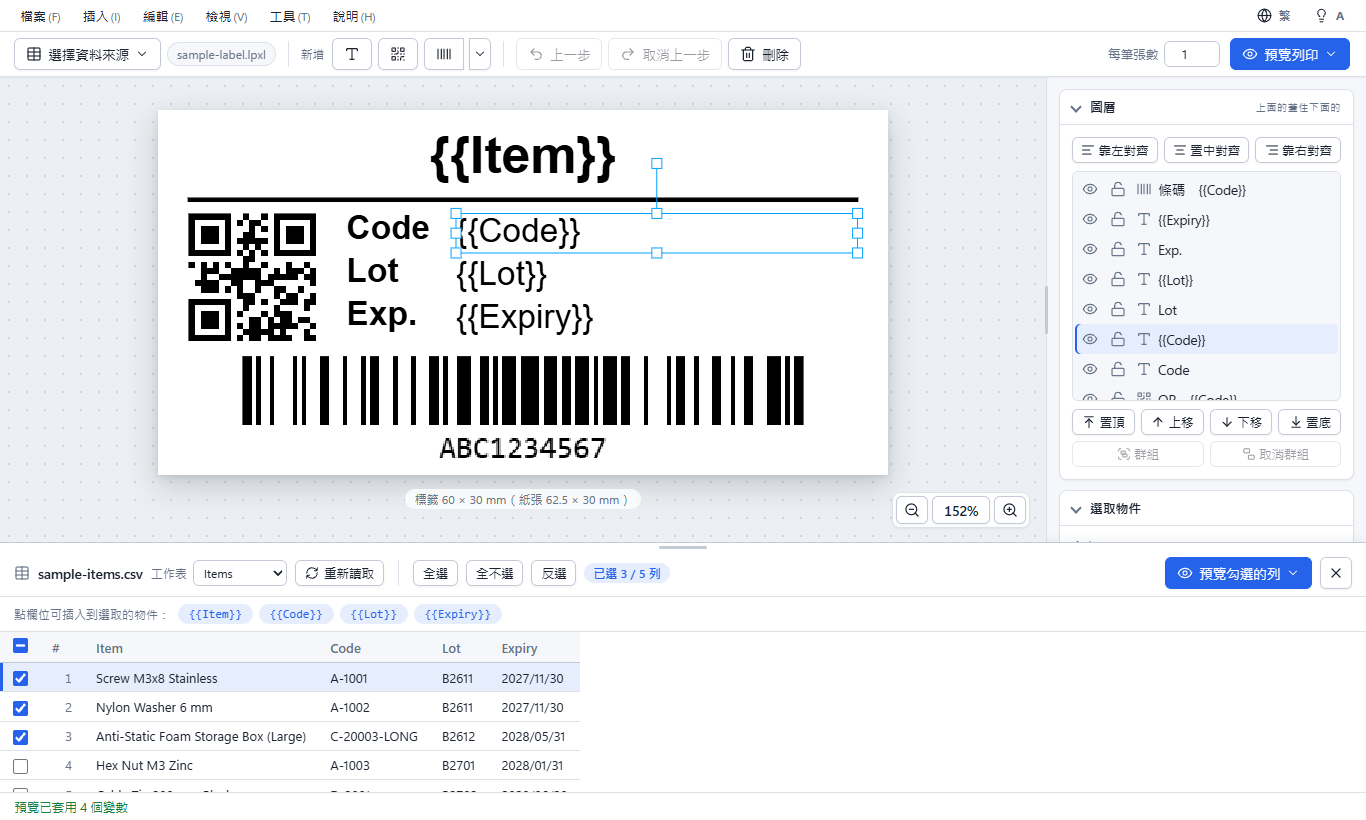 檔案(F) 插入(I) 編輯(E) 檢視(V) 工具(T) 說明(H) 繁 A
選擇資料來源 sample-label.lpxl 新增 上一步 取消上一步 刪除 每筆張數 1 預覽列印
圖層 上面的蓋住下面的
靠左對齊 置中對齊 靠右對齊
條碼 {{Code}}
{{Expiry}}
Exp.
{{Lot}}
Lot
{{Code}}
Code
QR {{Code}}
置頂 上移 下移 置底
群組 取消群組
選取物件
{{Item}}
Code {{Code}}
Lot {{Lot}}
Exp. {{Expiry}}
ABC1234567
標籤 60 × 30 mm ( 紙張 62.5 × 30 mm )
152%
sample-items.csv 工作表 Items 重新讀取 全選 全不選 反選 已選 3 / 5 列 預覽勾選的列
點欄位可插入到選取的物件： {{Item}} {{Code}} {{Lot}} {{Expiry}}
# Item Code Lot Expiry
1 Screw M3x8 Stainless A-1001 B2611 2027/11/30
2 Nylon Washer 6 mm A-1002 B2611 2027/11/30
3 Anti-Static Foam Storage Box (Large) C-20003-LONG B2612 2028/05/31
4 Hex Nut M3 Zinc A-1003 B2701 2028/01/31
預覽已套用 4 個變數